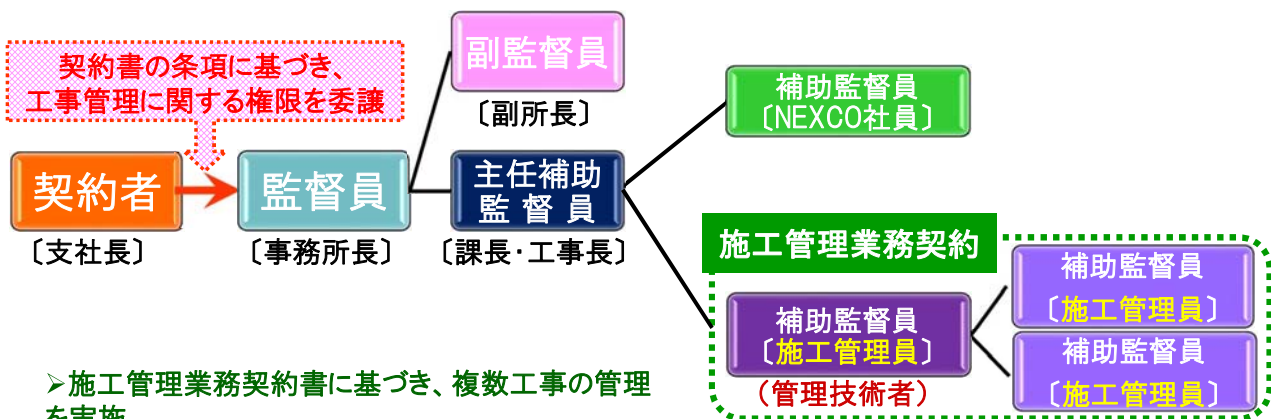 契約書の条項に基づき、
工事管理に関する権限を委譲
契約者
〔支社長〕
監督員
〔事務所長〕
副監督員
〔副所長〕
主任補助
監督員
〔課長・工事長〕
補助監督員
〔NEXCO社員〕
施工管理業務契約
補助監督員
〔施工管理員〕
（管理技術者）
補助監督員
〔施工管理員〕
補助監督員
〔施工管理員〕
➢施工管理業務契約書に基づき、複数工事の管理
を実施